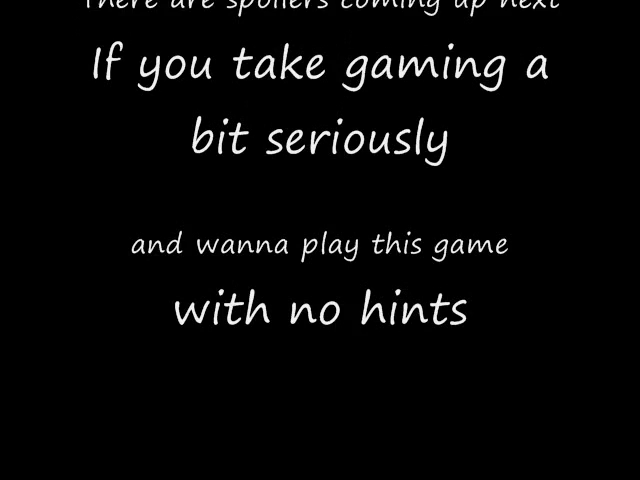 There are spoilers coming up next
If you take gaming a
bit seriously
and wanna play this game
with no hints